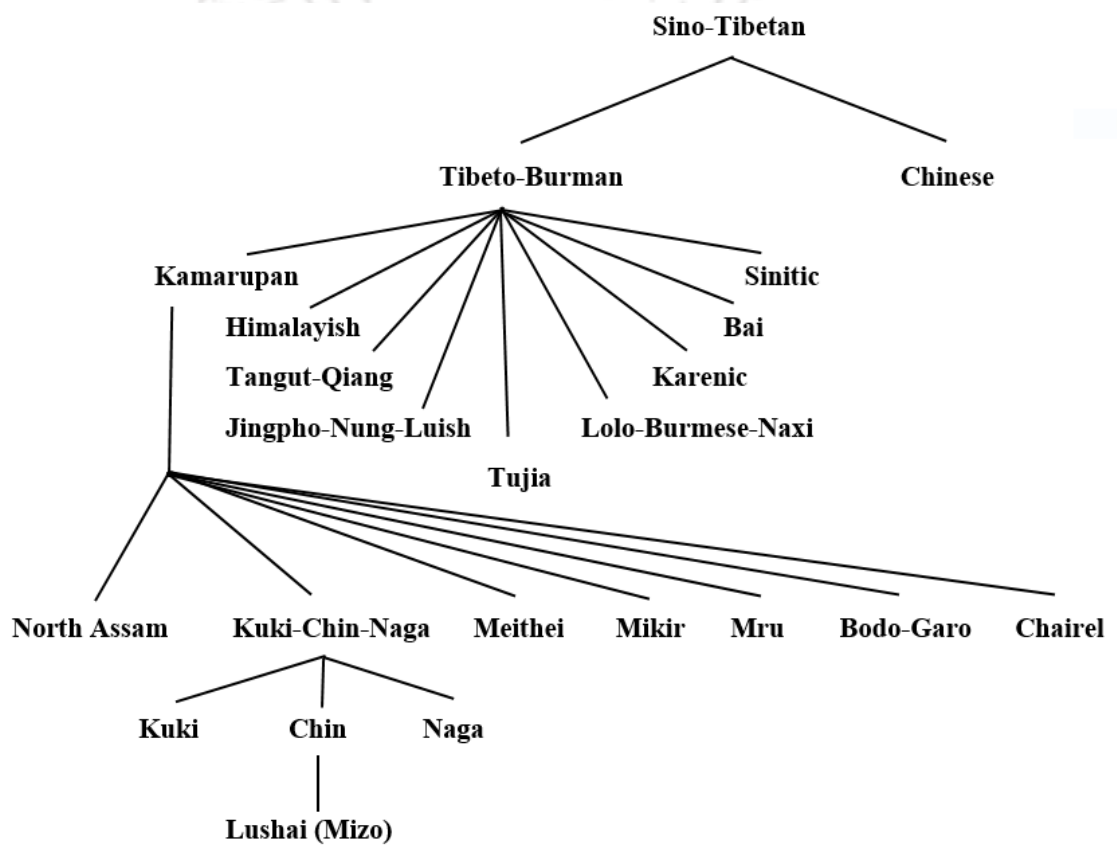 Sino-Tibetan
Tibeto-Burman
Chinese
Kamarupan
Sinitic
Himalayish
Bai
Tangut-Qiang
Karenic
Jingpho-Nung-Luish
Lolo-Burmese-Naxi
Tujia
North Assam
Kuki-Chin-Naga
Meithei
Mikir
Mru
Bodo-Garo
Chairel
Kuki
Chin
Naga
Lushai (Mizo)